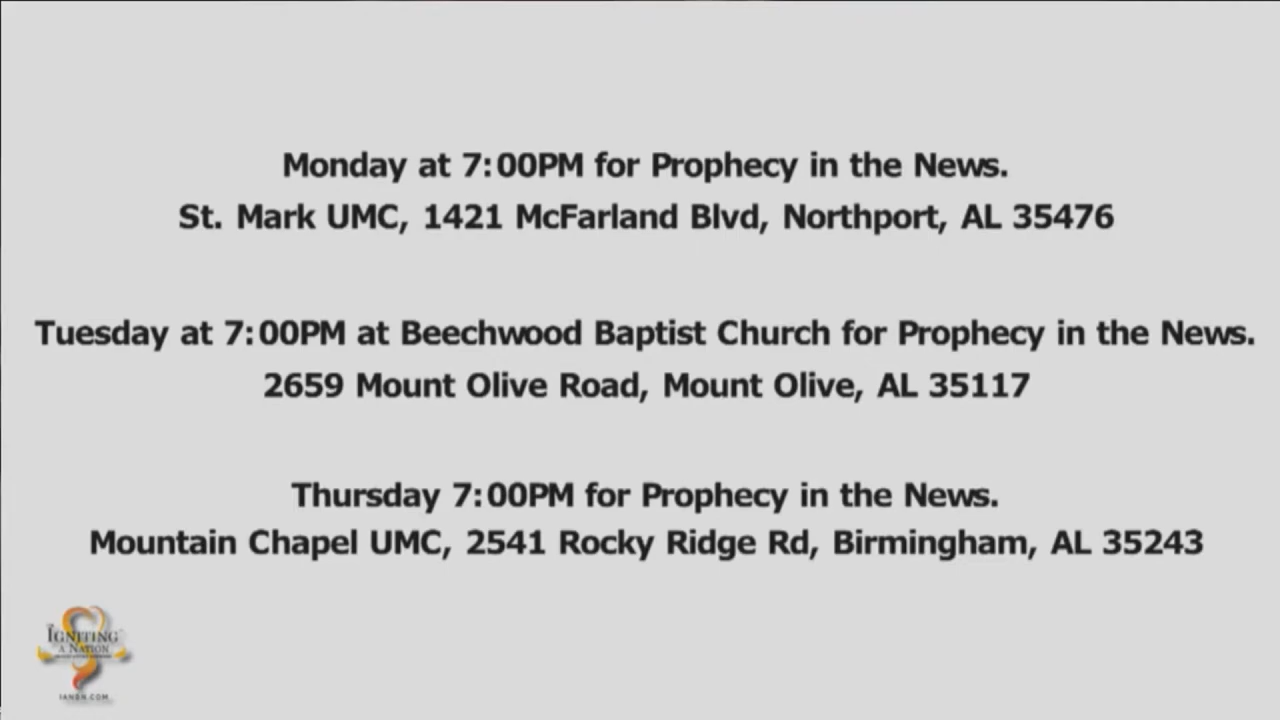 Monday at 7:00PM for Prophecy in the News.
St. Mark UMC, 1421 McFarland Blvd, Northport, AL 35476
Tuesday at 7:00PM at Beechwood Baptist Church for Prophecy in the News.
2659 Mount Olive Road, Mount Olive, AL 35117
Thursday 7:00PM for Prophecy in the News.
Mountain Chapel UMC, 2541 Rocky Ridge Rd, Birmingham, AL 35243
IGNITING
A NATION